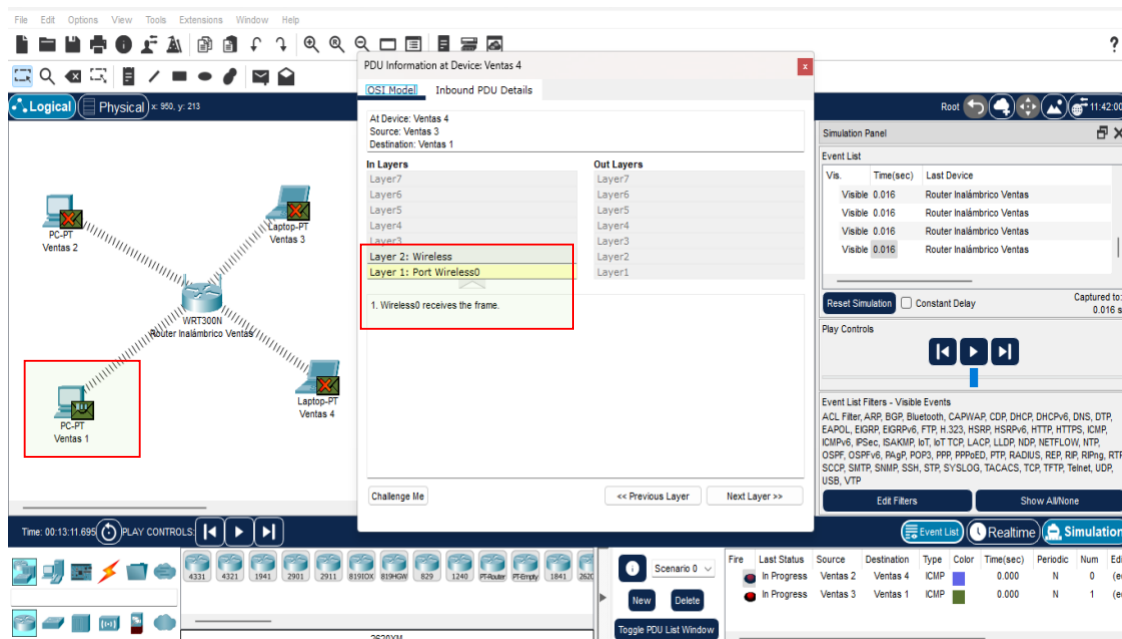 File Edit Options View Tools Extensions Window Help
?
Logical
Physical
x: 950, y: 213
Root
11:42:00
PDU Information at Device: Ventas 4
x
OSI Model
Inbound PDU Details
At Device: Ventas 4
Source: Ventas 3
Destination: Ventas 1
In Layers
Out Layers
Layer7
Layer7
Layer6
Layer6
Layer5
Layer5
Layer4
Layer4
Layer3
Layer3
Layer 2: Wireless
Layer2
Layer 1: Port Wireless0
Layer1
1. Wireless0 receives the frame.
Challenge Me
<< Previous Layer
Next Layer >>
PC-PT
Ventas 2
Laptop-PT
Ventas 3
WRT300N
Router Inalámbrico Ventas
PC-PT
Ventas 1
Laptop-PT
Ventas 4
Simulation Panel
Event List
Vis. Time(sec) Last Device
Visible 0.016 Router Inalámbrico Ventas
Visible 0.016 Router Inalámbrico Ventas
Visible 0.016 Router Inalámbrico Ventas
Visible 0.016 Router Inalámbrico Ventas
Reset Simulation
Constant Delay
Captured to:
0.016 s
Play Controls
Event List Filters - Visible Events
ACL Filter, ARP, BGP, Bluetooth, CAPWAP, CDP, DHCP, DHCPv6, DNS, DTP,
EAPOL, EIGRP, EIGRPv6, FTP, H.323, HSRP, HSRPv6, HTTP, HTTPS, ICMP,
ICMPv6, IPSec, ISAKMP, IoT, IoT TCP, LACP, LLDP, NDP, NETFLOW, NTP,
OSPF, OSPFv6, PAgP, POP3, PPP, PPPoED, PTP, RADIUS, REP, RIP, RIPng, RTP
SCCP, SMTP, SNMP, SSH, STP, SYSLOG, TACACS, TCP, TFTP, Telnet, UDP,
USB, VTP
Edit Filters
Show All/None
Time: 00:13:11.695
PLAY CONTROLS:
Event List
Realtime
Simulation
4331 4321 1941 2901 2911 819IOX 819HGW 829 1240 PT-Router PT-Empty 1841 262
2620XM
Scenario 0
New
Delete
Toggle PDU List Window
Fire Last Status Source Destination Type Color Time(sec) Periodic Num Edi
In Progress Ventas 2 Ventas 4 ICMP 0.000 N 0 (e
In Progress Ventas 3 Ventas 1 ICMP 0.000 N 1 (e